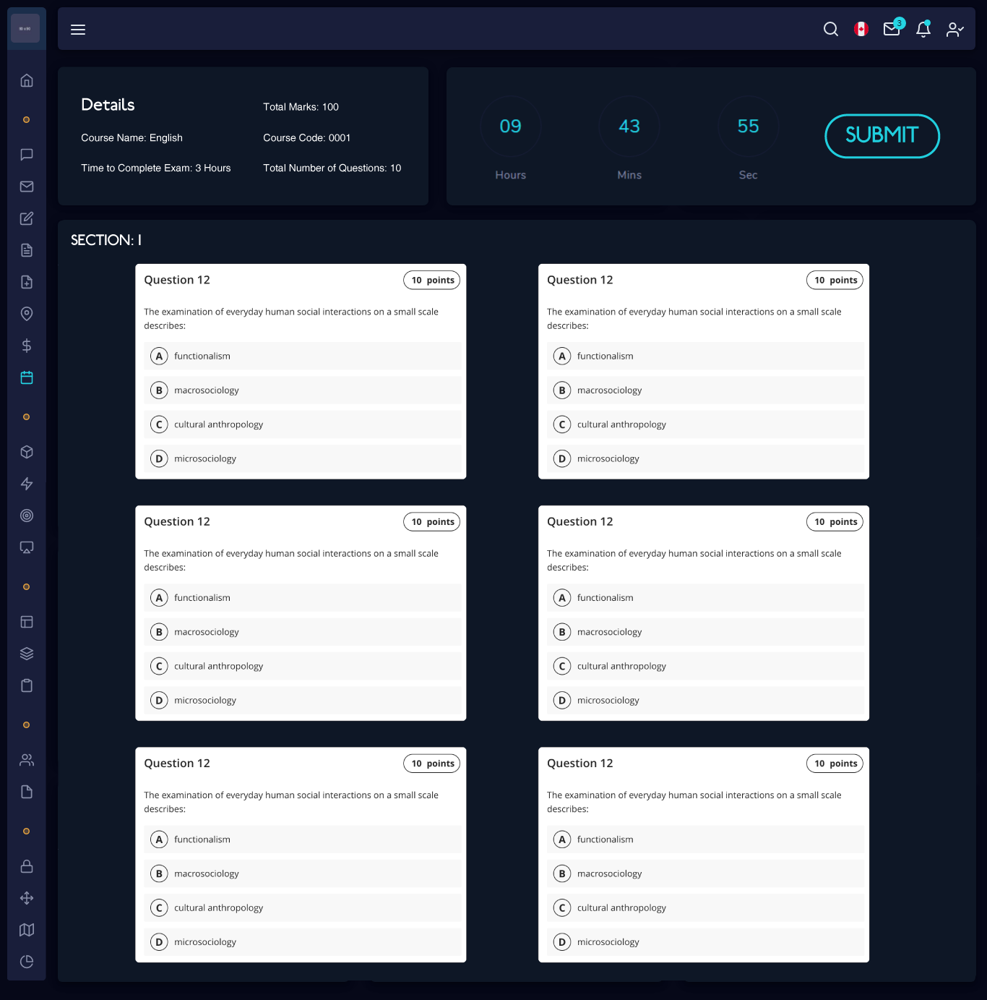 3
Details
Total Marks: 100
Course Name: English
Course Code: 0001
Time to Complete Exam: 3 Hours
Total Number of Questions: 10
09
43
55
Hours
Mins
Sec
SUBMIT
SECTION: I
Question 12
10 points
The examination of everyday human social interactions on a small scale
describes:
A functionalism
B macrosociology
C cultural anthropology
D microsociology
Question 12
10 points
The examination of everyday human social interactions on a small scale
describes:
A functionalism
B macrosociology
C cultural anthropology
D microsociology
Question 12
10 points
The examination of everyday human social interactions on a small scale
describes:
A functionalism
B macrosociology
C cultural anthropology
D microsociology
Question 12
10 points
The examination of everyday human social interactions on a small scale
describes:
A functionalism
B macrosociology
C cultural anthropology
D microsociology
Question 12
10 points
The examination of everyday human social interactions on a small scale
describes:
A functionalism
B macrosociology
C cultural anthropology
D microsociology
Question 12
10 points
The examination of everyday human social interactions on a small scale
describes:
A functionalism
B macrosociology
C cultural anthropology
D microsociology